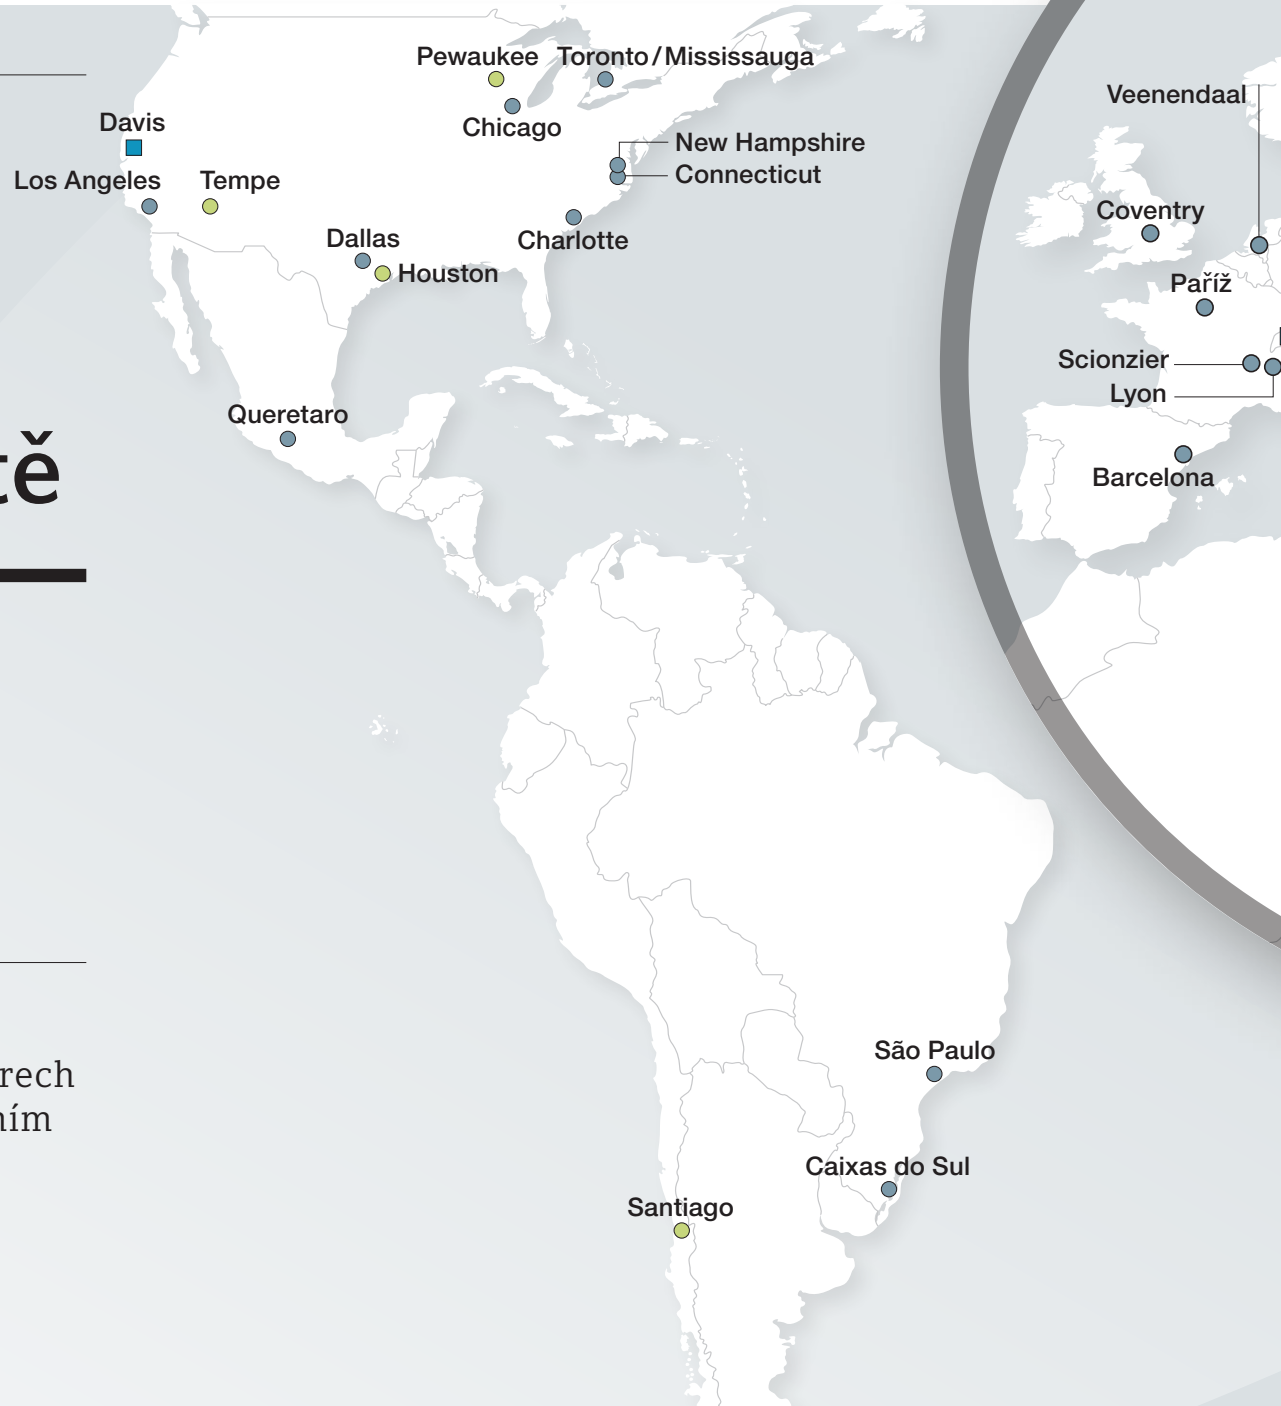 Pewaukee
Toronto/Mississauga
Chicago
Davis
New Hampshire
Connecticut
Los Angeles
Tempe
Charlotte
Dallas
Houston
Queretaro
tě
rech
ním
São Paulo
Caixas do Sul
Santiago
Veenendaal
Coventry
Paříž
Scionzier
Lyon
Barcelona